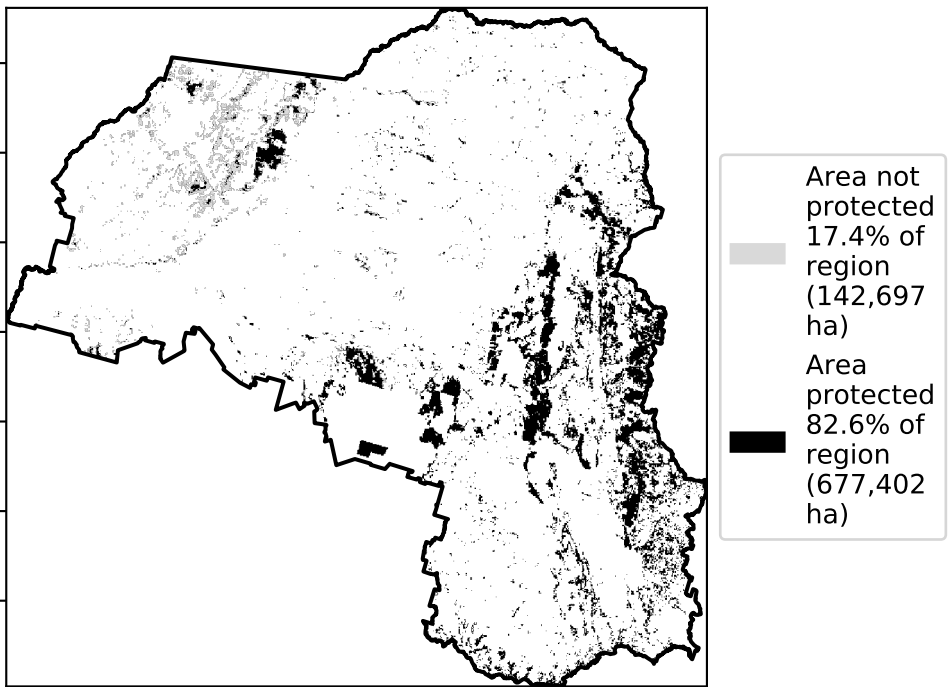 Area not
protected
17.4% of
region
(142,697
ha)
Area
protected
82.6% of
region
(677,402
ha)